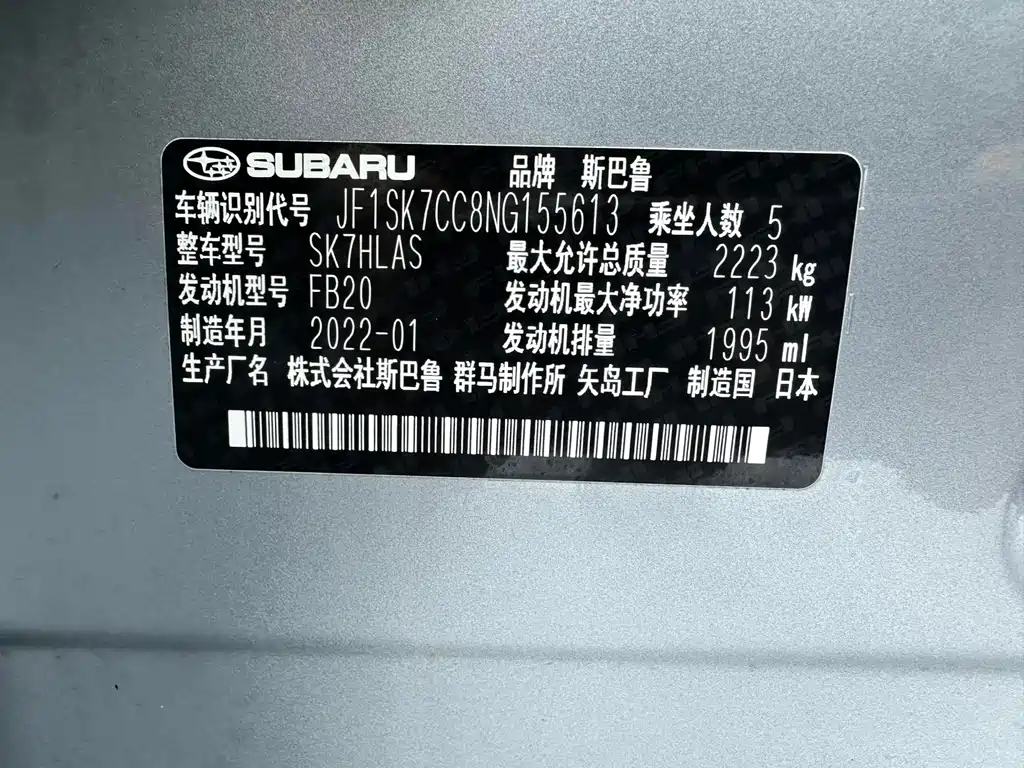 SUBARU 品牌 斯巴鲁
车辆识别代号 JF1SK7CC8NG155613 乘坐人数 5
整车型号 SK7HLAS 最大允许总质量 2223 kg
发动机型号 FB20 发动机最大净功率 113 kW
制造年月 2022-01 发动机排量 1995 ml
生产厂名 株式会社斯巴鲁 群马制作所 矢岛工厂 制造国 日本